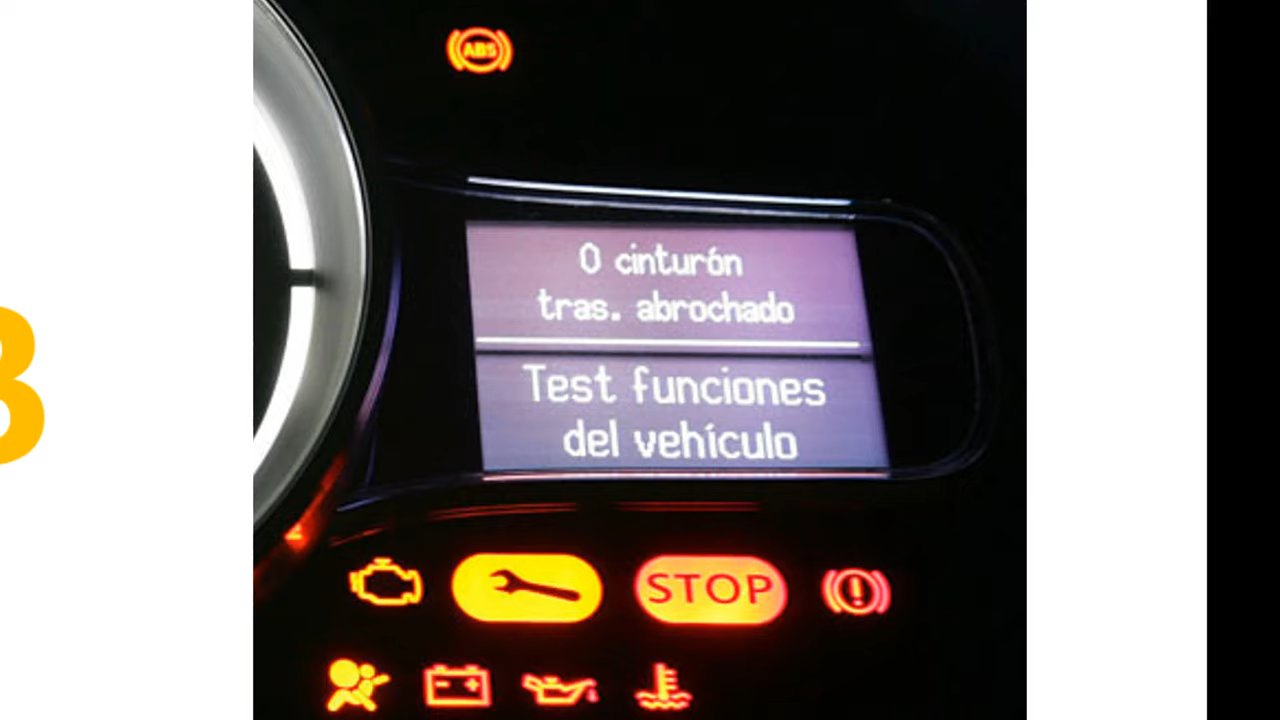 ABS
0 cinturón
tras. abrochado
Test funciones
del vehículo
STOP